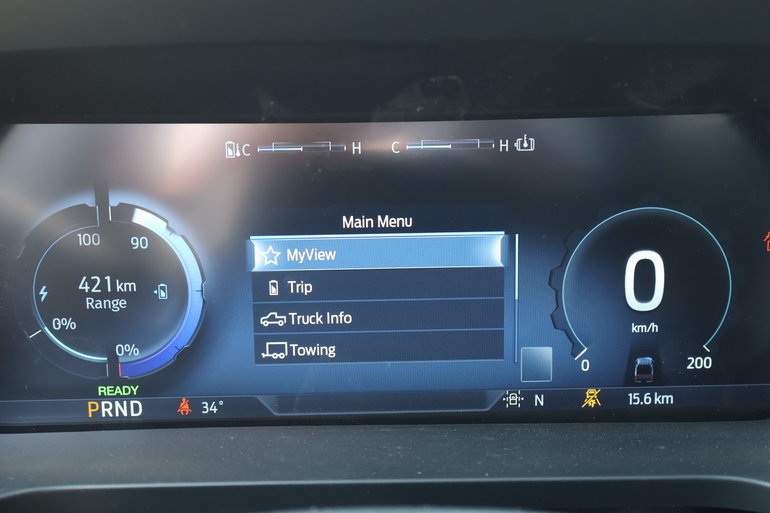 C H C H
Main Menu
100 90
MyView
421 km
Range
Trip
0%
Truck Info
km/h
0%
Towing
0 200
READY
PRND 34° N 15.6 km
0